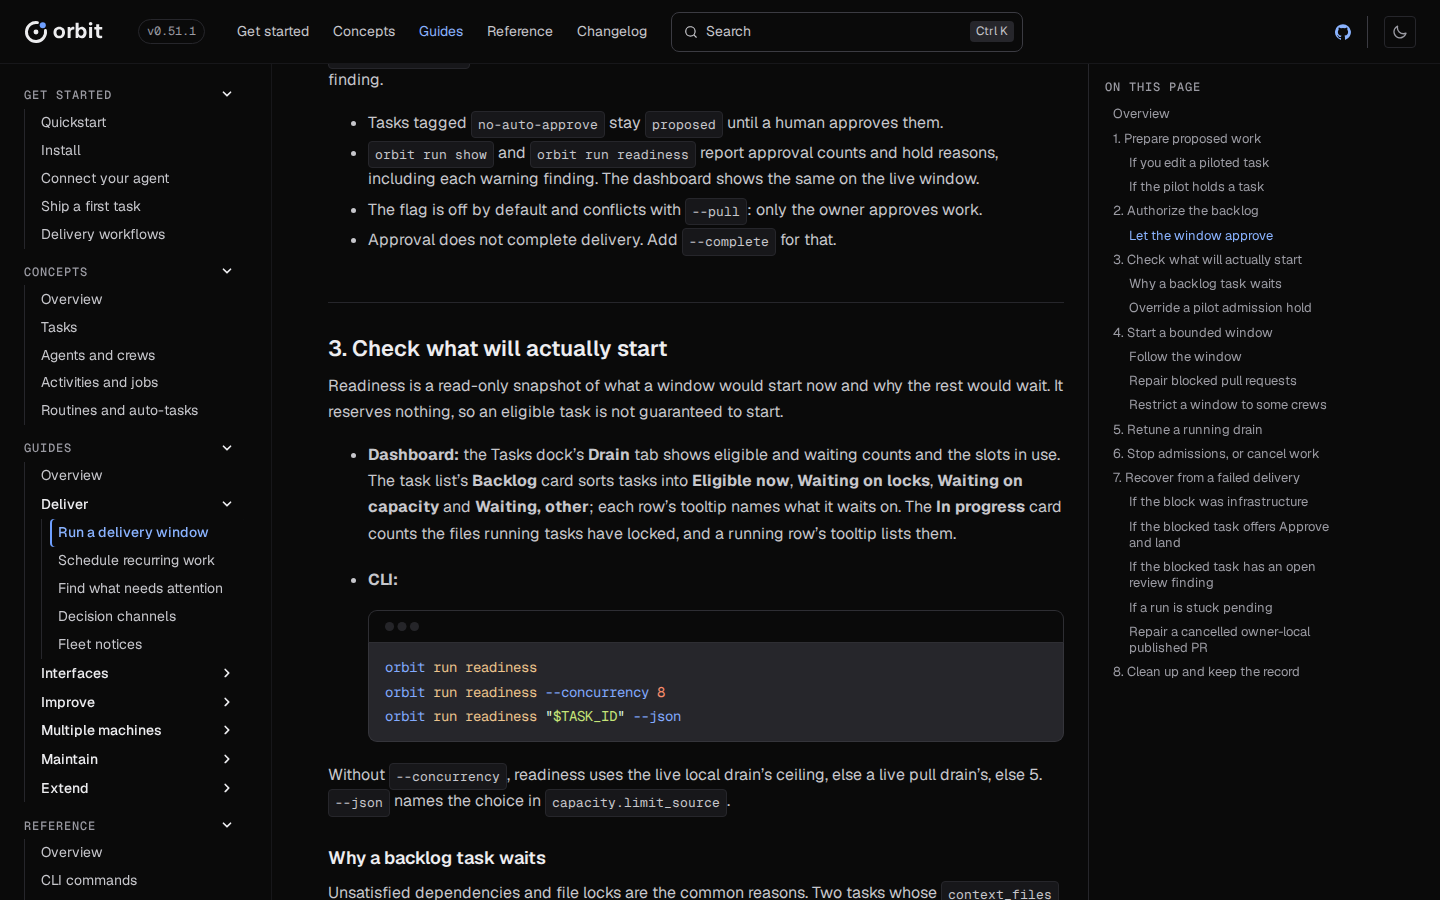 orbit
v0.51.1
Get started
Concepts
Guides
Reference
Changelog
Search
Ctrl K
GET STARTED
Quickstart
Install
Connect your agent
Ship a first task
Delivery workflows
CONCEPTS
Overview
Tasks
Agents and crews
Activities and jobs
Routines and auto-tasks
GUIDES
Overview
Deliver
Run a delivery window
Schedule recurring work
Find what needs attention
Decision channels
Fleet notices
Interfaces
Improve
Multiple machines
Maintain
Extend
REFERENCE
Overview
CLI commands
finding.
Tasks tagged no-auto-approve stay proposed until a human approves them.
orbit run show and orbit run readiness report approval counts and hold reasons,
including each warning finding. The dashboard shows the same on the live window.
The flag is off by default and conflicts with --pull: only the owner approves work.
Approval does not complete delivery. Add --complete for that.
3. Check what will actually start
Readiness is a read-only snapshot of what a window would start now and why the rest would wait. It
reserves nothing, so an eligible task is not guaranteed to start.
Dashboard: the Tasks dock's Drain tab shows eligible and waiting counts and the slots in use.
The task list's Backlog card sorts tasks into Eligible now, Waiting on locks, Waiting on
capacity and Waiting, other; each row's tooltip names what it waits on. The In progress card
counts the files running tasks have locked, and a running row's tooltip lists them.
CLI:
orbit run readiness
orbit run readiness --concurrency 8
orbit run readiness "$TASK_ID" --json
Without --concurrency, readiness uses the live local drain's ceiling, else a live pull drain's, else 5.
--json names the choice in capacity.limit_source.
Why a backlog task waits
Unsatisfied dependencies and file locks are the common reasons. Two tasks whose context_files
ON THIS PAGE
Overview
1. Prepare proposed work
If you edit a piloted task
If the pilot holds a task
2. Authorize the backlog
Let the window approve
3. Check what will actually start
Why a backlog task waits
Override a pilot admission hold
4. Start a bounded window
Follow the window
Repair blocked pull requests
Restrict a window to some crews
5. Retune a running drain
6. Stop admissions, or cancel work
7. Recover from a failed delivery
If the block was infrastructure
If the blocked task offers Approve
and land
If the blocked task has an open
review finding
If a run is stuck pending
Repair a cancelled owner-local
published PR
8. Clean up and keep the record